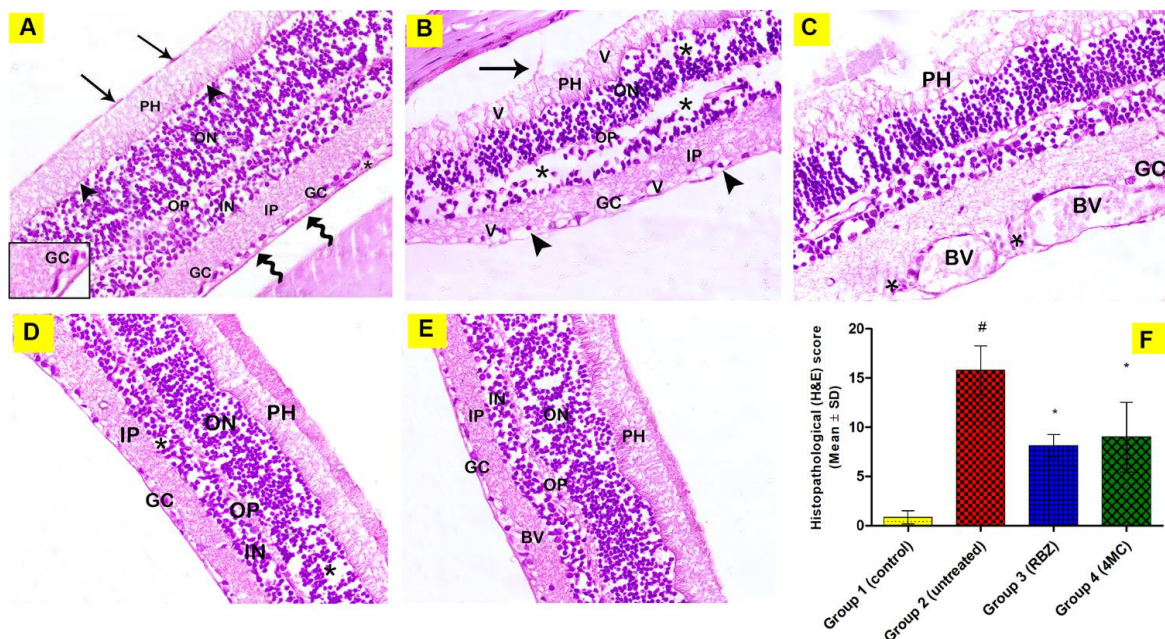 A
PH
ON
OP
IN
IP
GC
*
GC
GC
B
V
*
PH
ON
V
*
OP
IP
*
V
GC
V
C
PH
GC
BV
*
BV
*
D
PH
ON
IP
*
GC
OP
IN
*
E
IN
ON
IP
PH
GC
OP
BV
F
Histopathological (H&E) score
(Mean ± SD)
20
15
10
5
0
#
*
*
Group 1 (control)
Group 2 (untreated)
Group 3 (RBZ)
Group 4 (4MC)